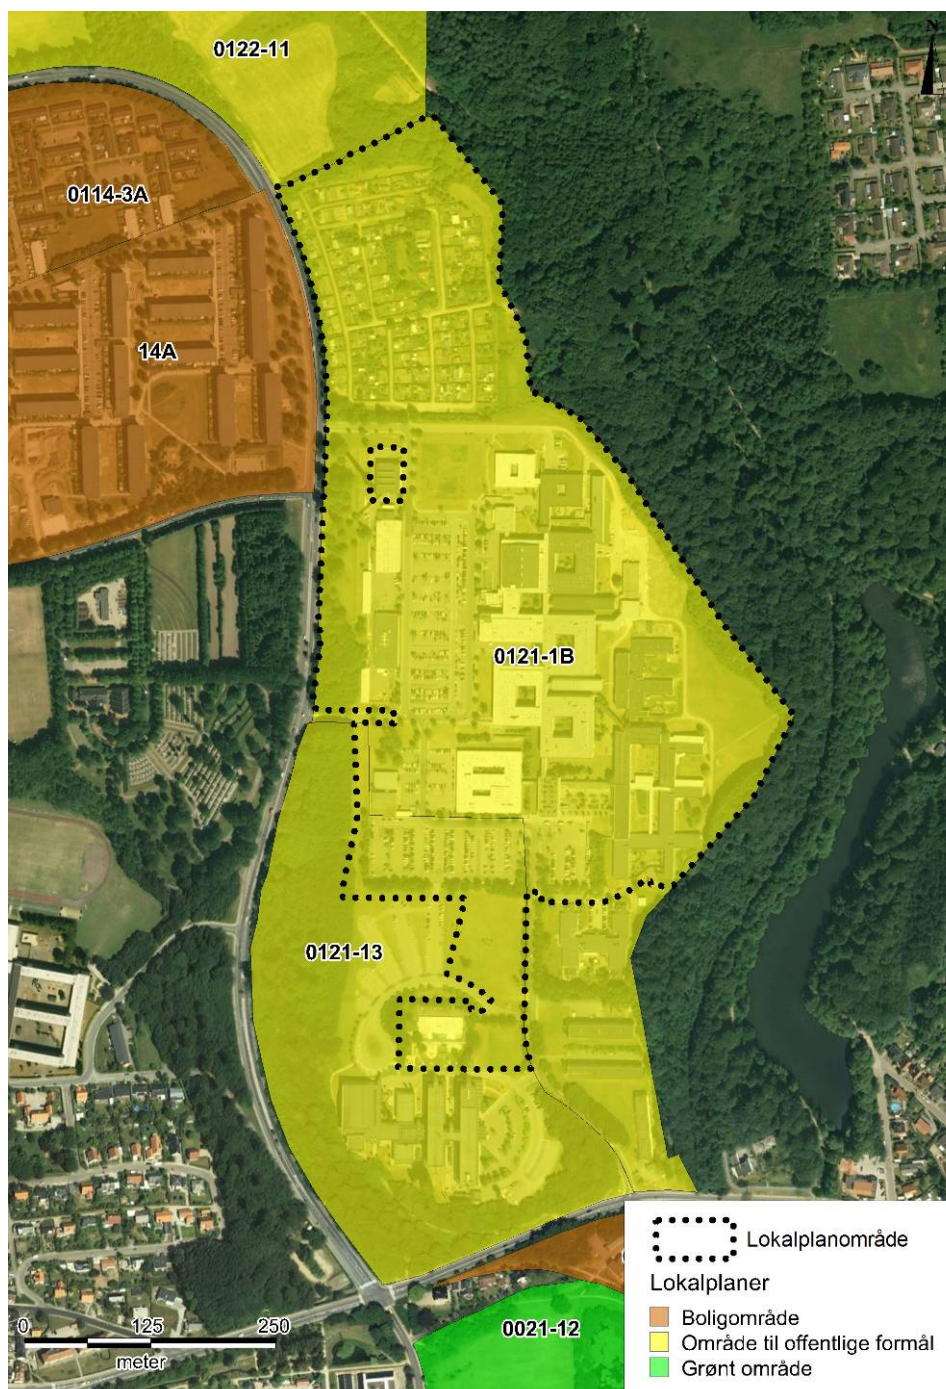 0122-11
N
0114-3A
14A
0121-1B
0121-13
0021-12
0 125 250
meter
Lokalplanområde
Lokalplaner
Boligområde
Område til offentlige formål
Grønt område